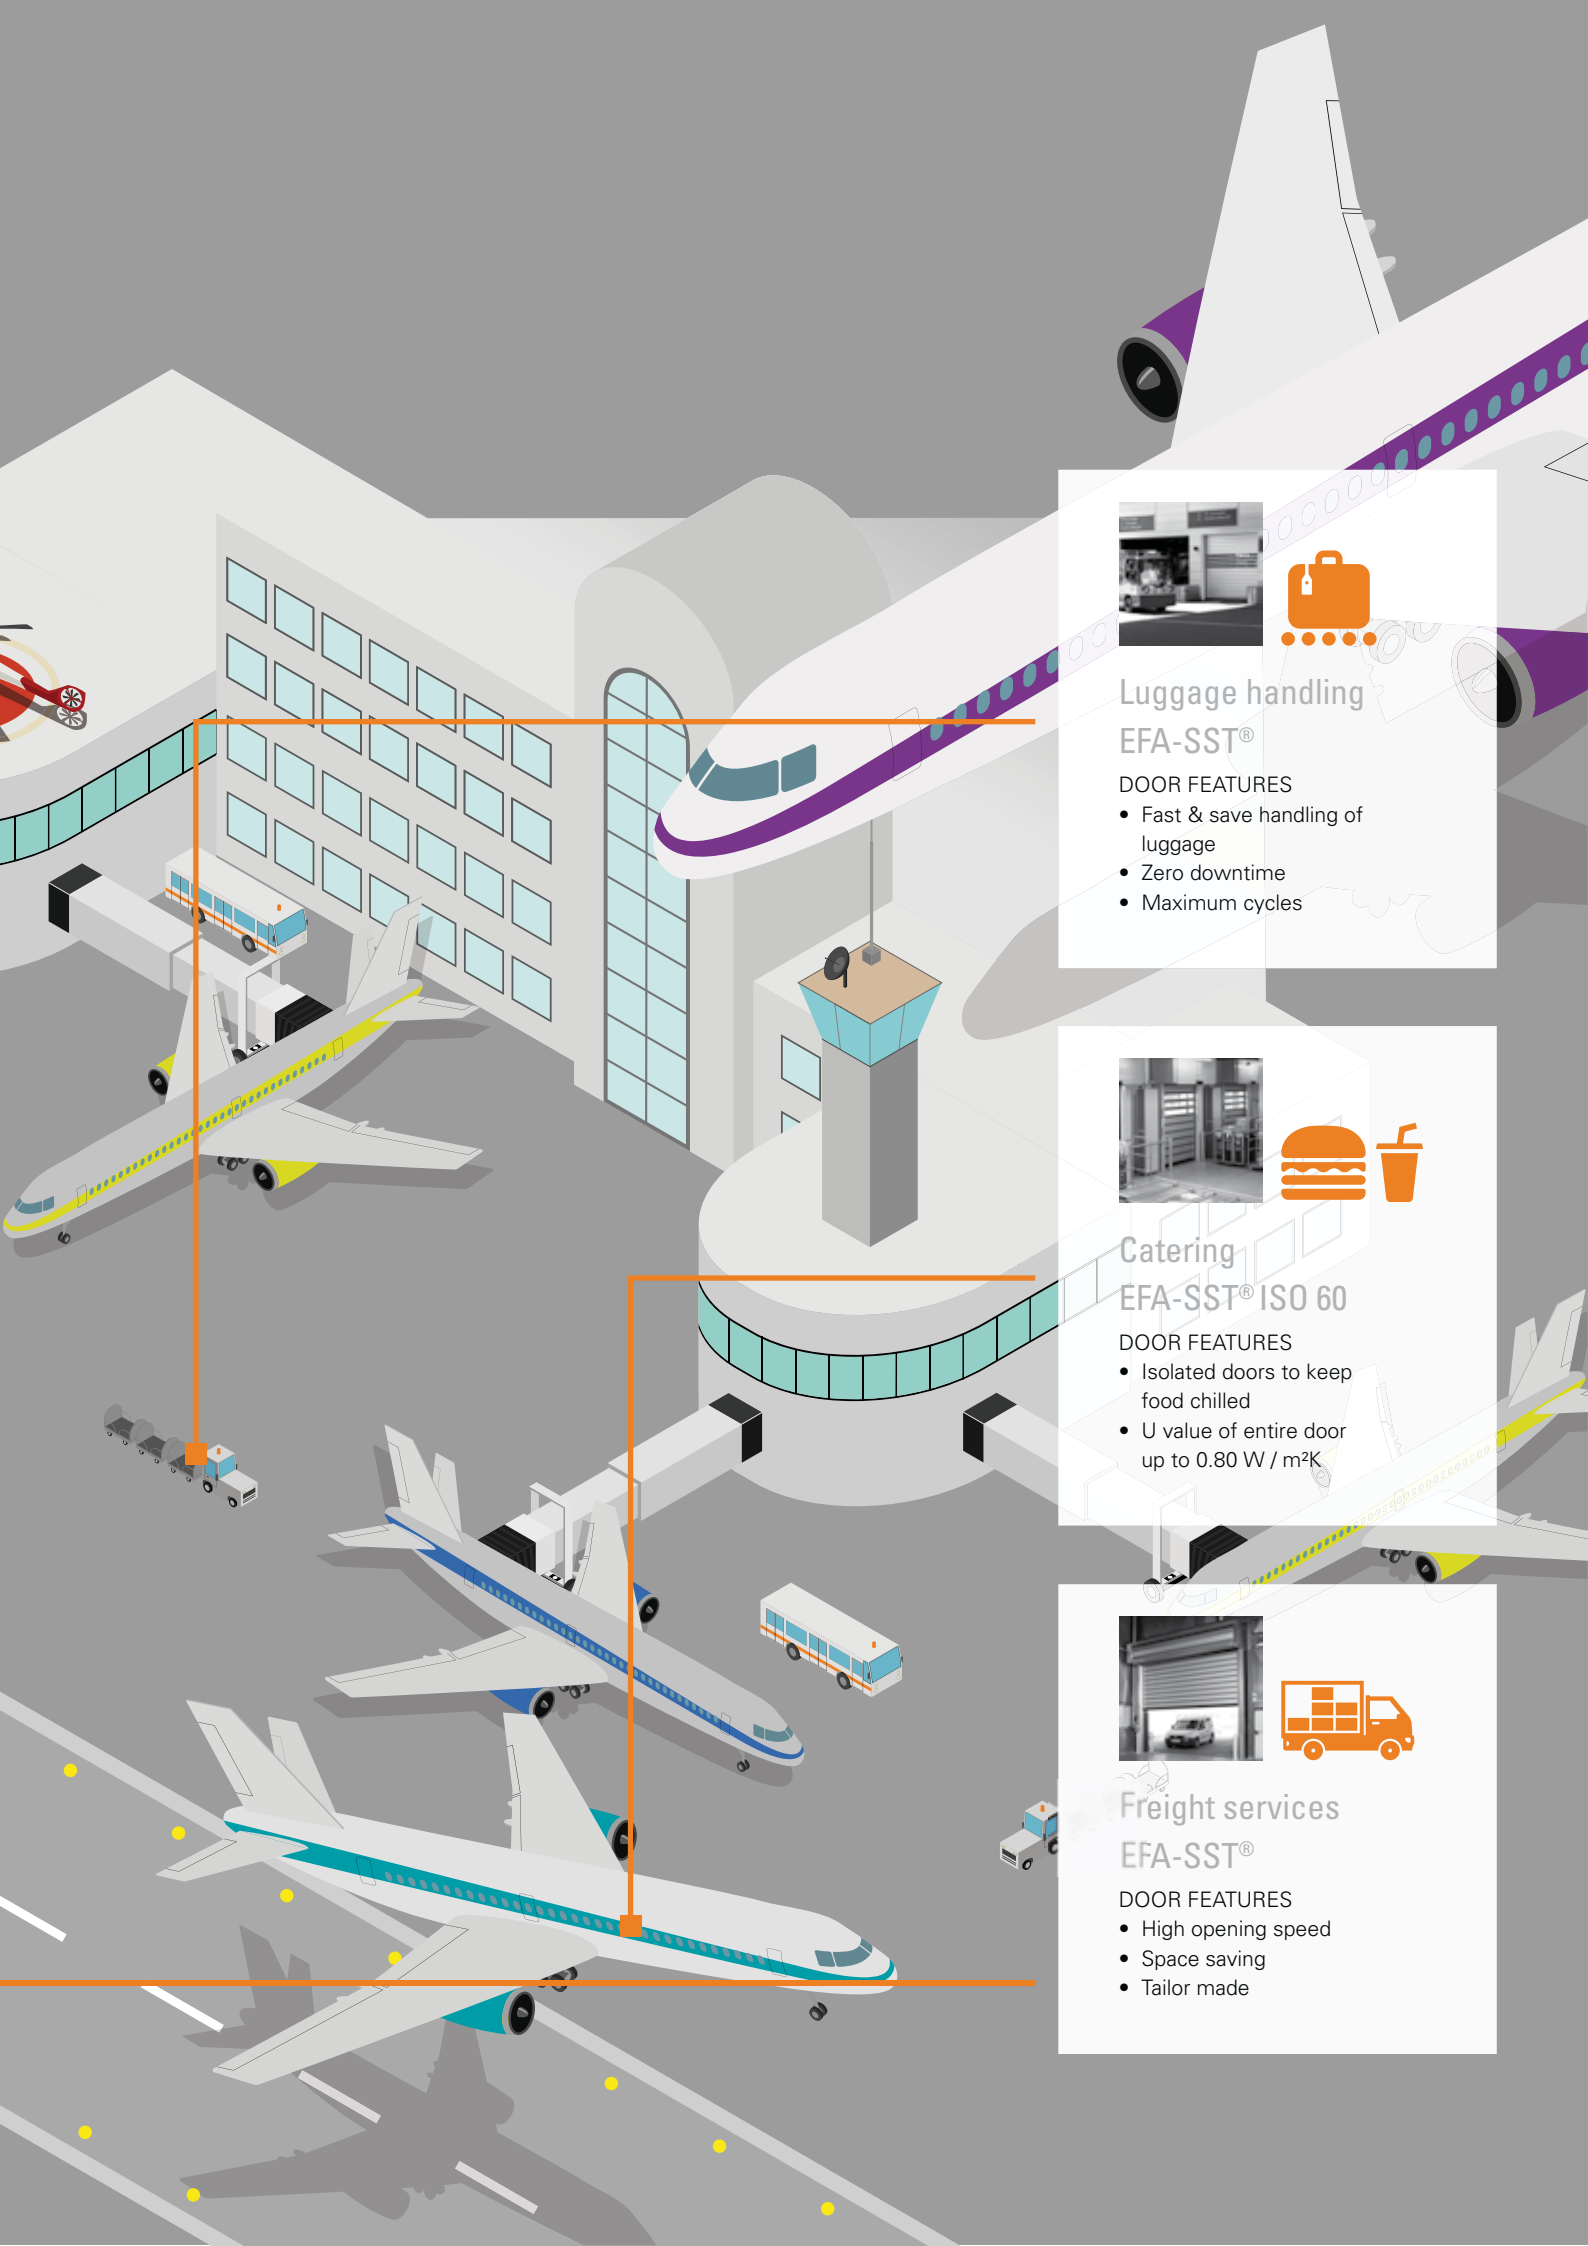 Luggage handling
EFA-SST®
DOOR FEATURES
• Fast & save handling of
luggage
• Zero downtime
• Maximum cycles
Catering
EFA-SST® ISO 60
DOOR FEATURES
• Isolated doors to keep
food chilled
• U value of entire door
up to 0.80 W / m²K
Freight services
EFA-SST®
DOOR FEATURES
• High opening speed
• Space saving
• Tailor made